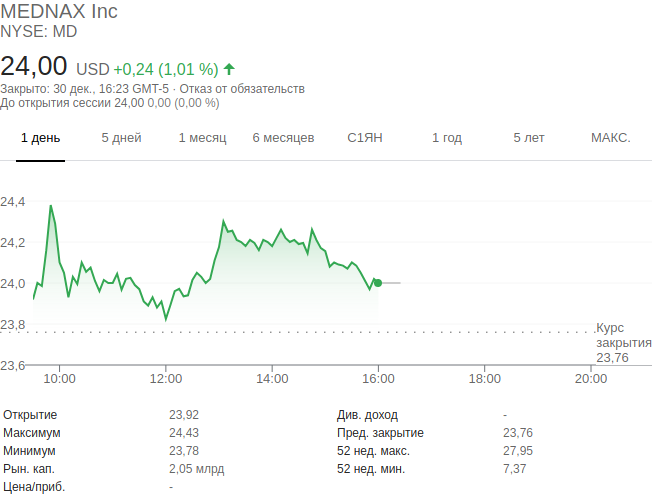 MEDNAX Inc
NYSE: MD
24,00 USD +0,24 (1,01 %)
Закрыто: 30 дек., 16:23 GMT-5 · Отказ от обязательств
До открытия сессии 24,00 0,00 (0,00 %)
1 день 5 дней 1 месяц 6 месяцев С1ЯН 1 год 5 лет МАКС.
24,4
24,2
24,0
23,8
Курс
закрытия
23,76
23,6
10:00 12:00 14:00 16:00 18:00 20:00
Открытие 23,92 Див. доход -
Максимум 24,43 Пред. закрытие 23,76
Минимум 23,78 52 нед. макс. 27,95
Рын. кап. 2,05 млрд 52 нед. мин. 7,37
Цена/приб. -